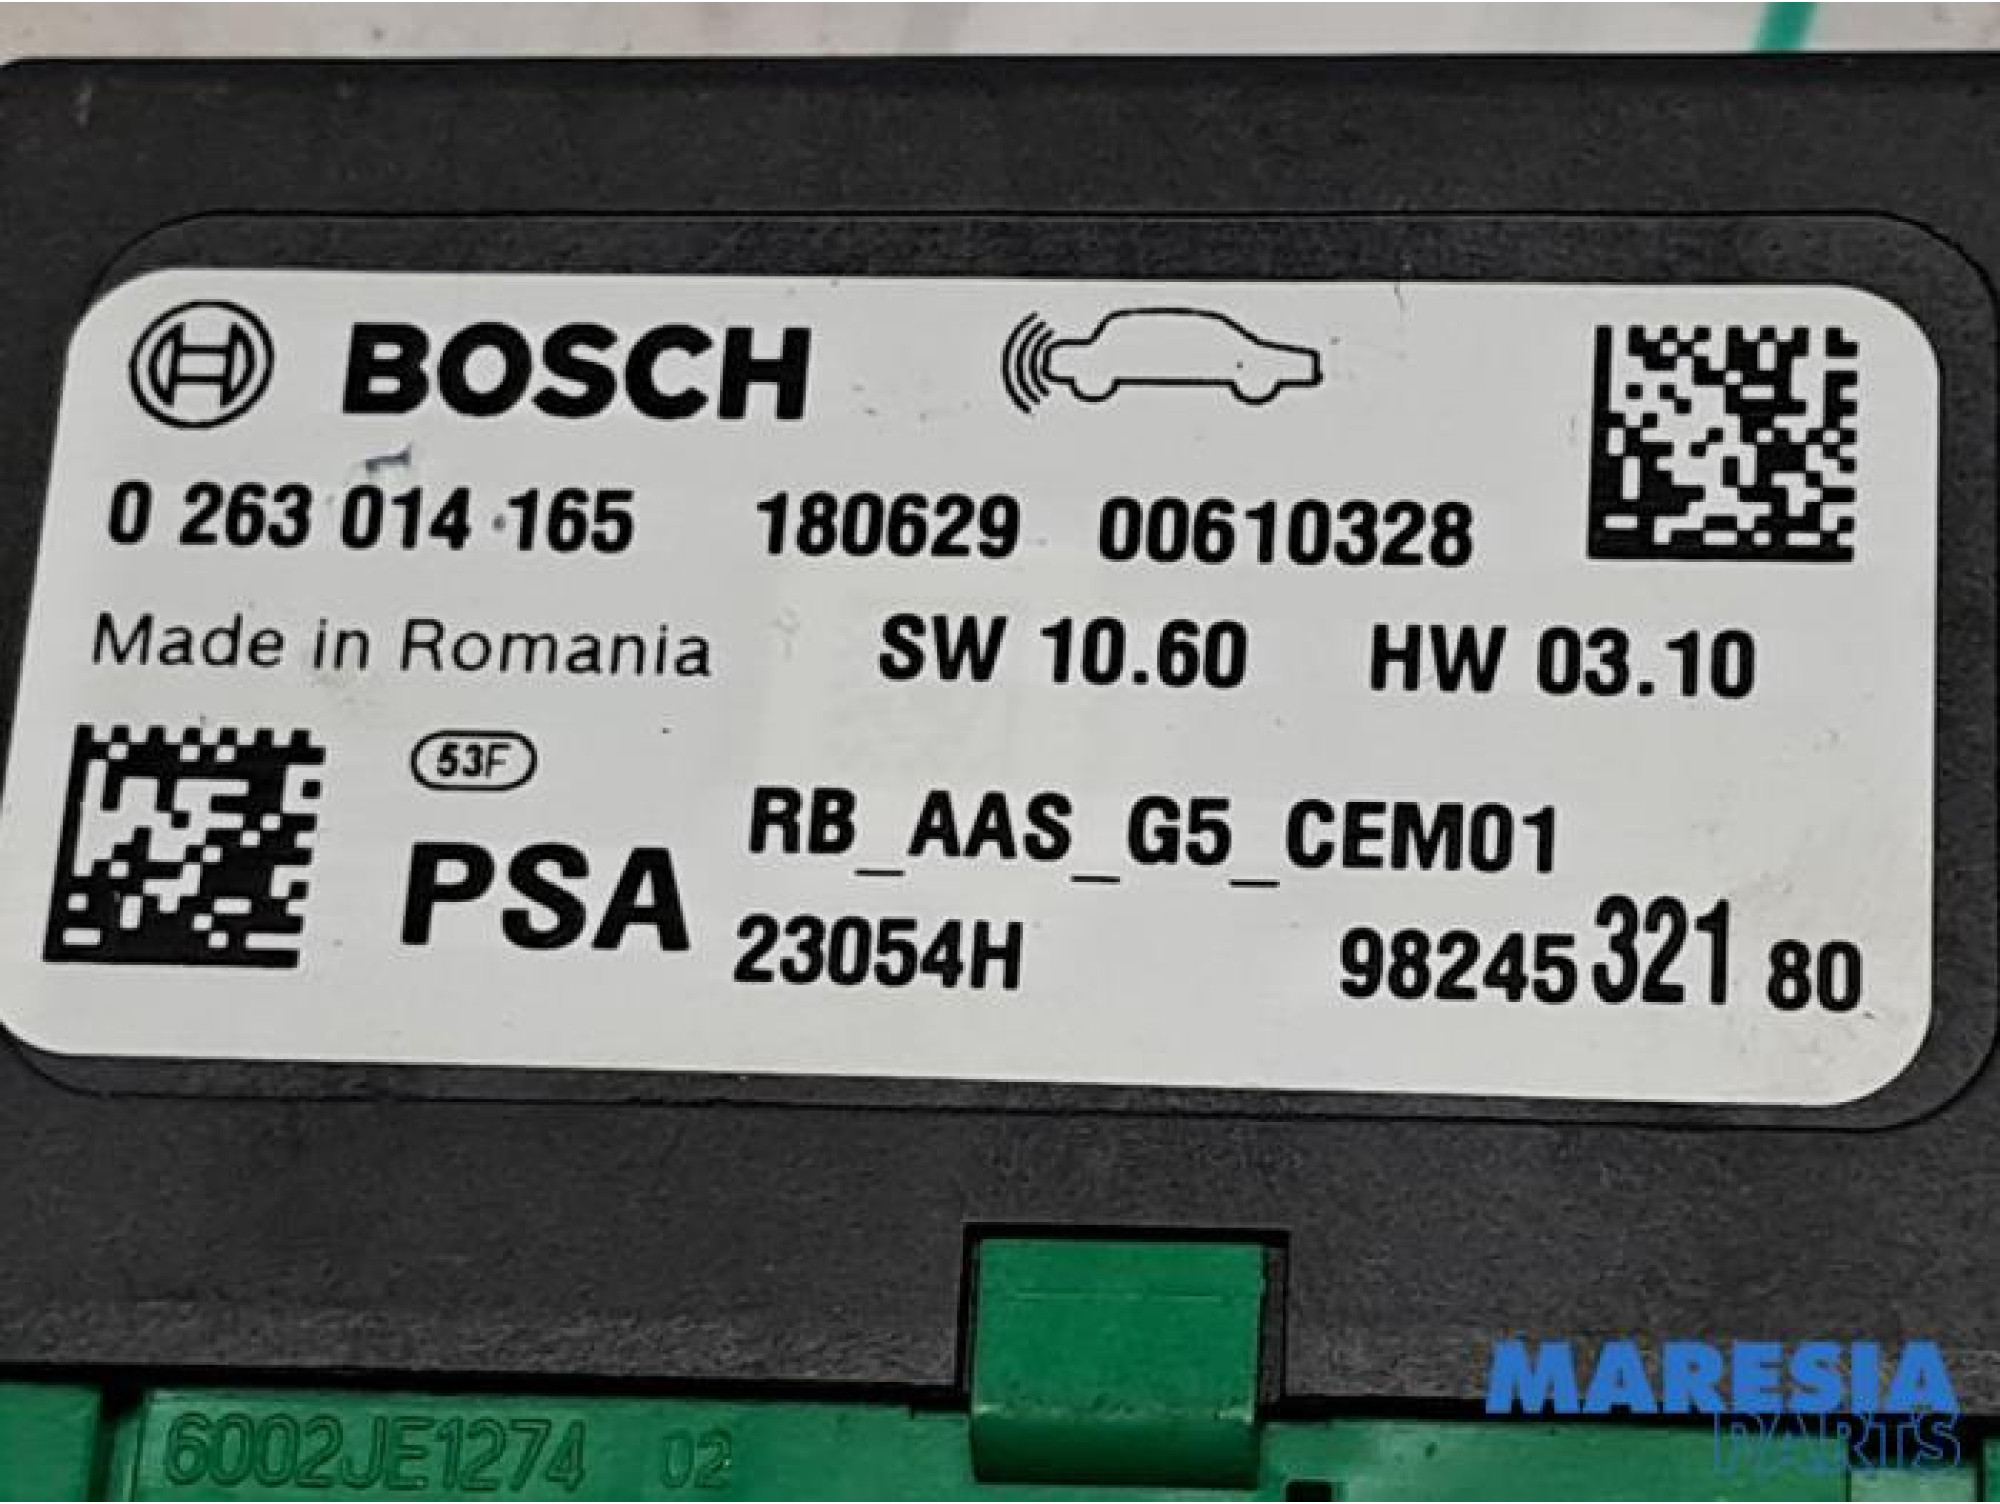 BOSCH
0 263 014 165 180629 00610328
Made in Romania SW 10.60 HW 03.10
53F
RB_AAS_G5_CEM01
PSA
23054H 98245 321 80
6002JE1274 02
MARESIA
PARTS